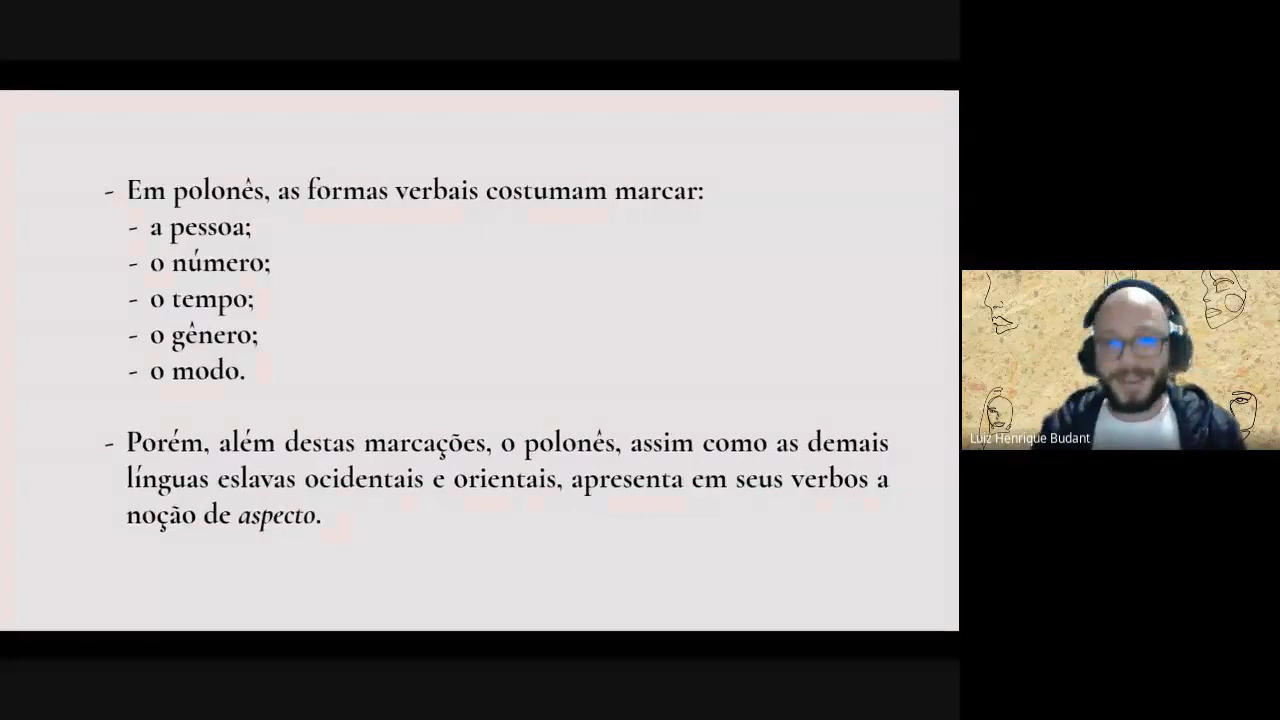 - Em polonês, as formas verbais costumam marcar:
- a pessoa;
- o número;
- o tempo;
- o gênero;
- o modo.
- Porém, além destas marcações, o polonês, assim como as demais
línguas eslavas ocidentais e orientais, apresenta em seus verbos a
noção de aspecto.
Luiz Henrique Budant